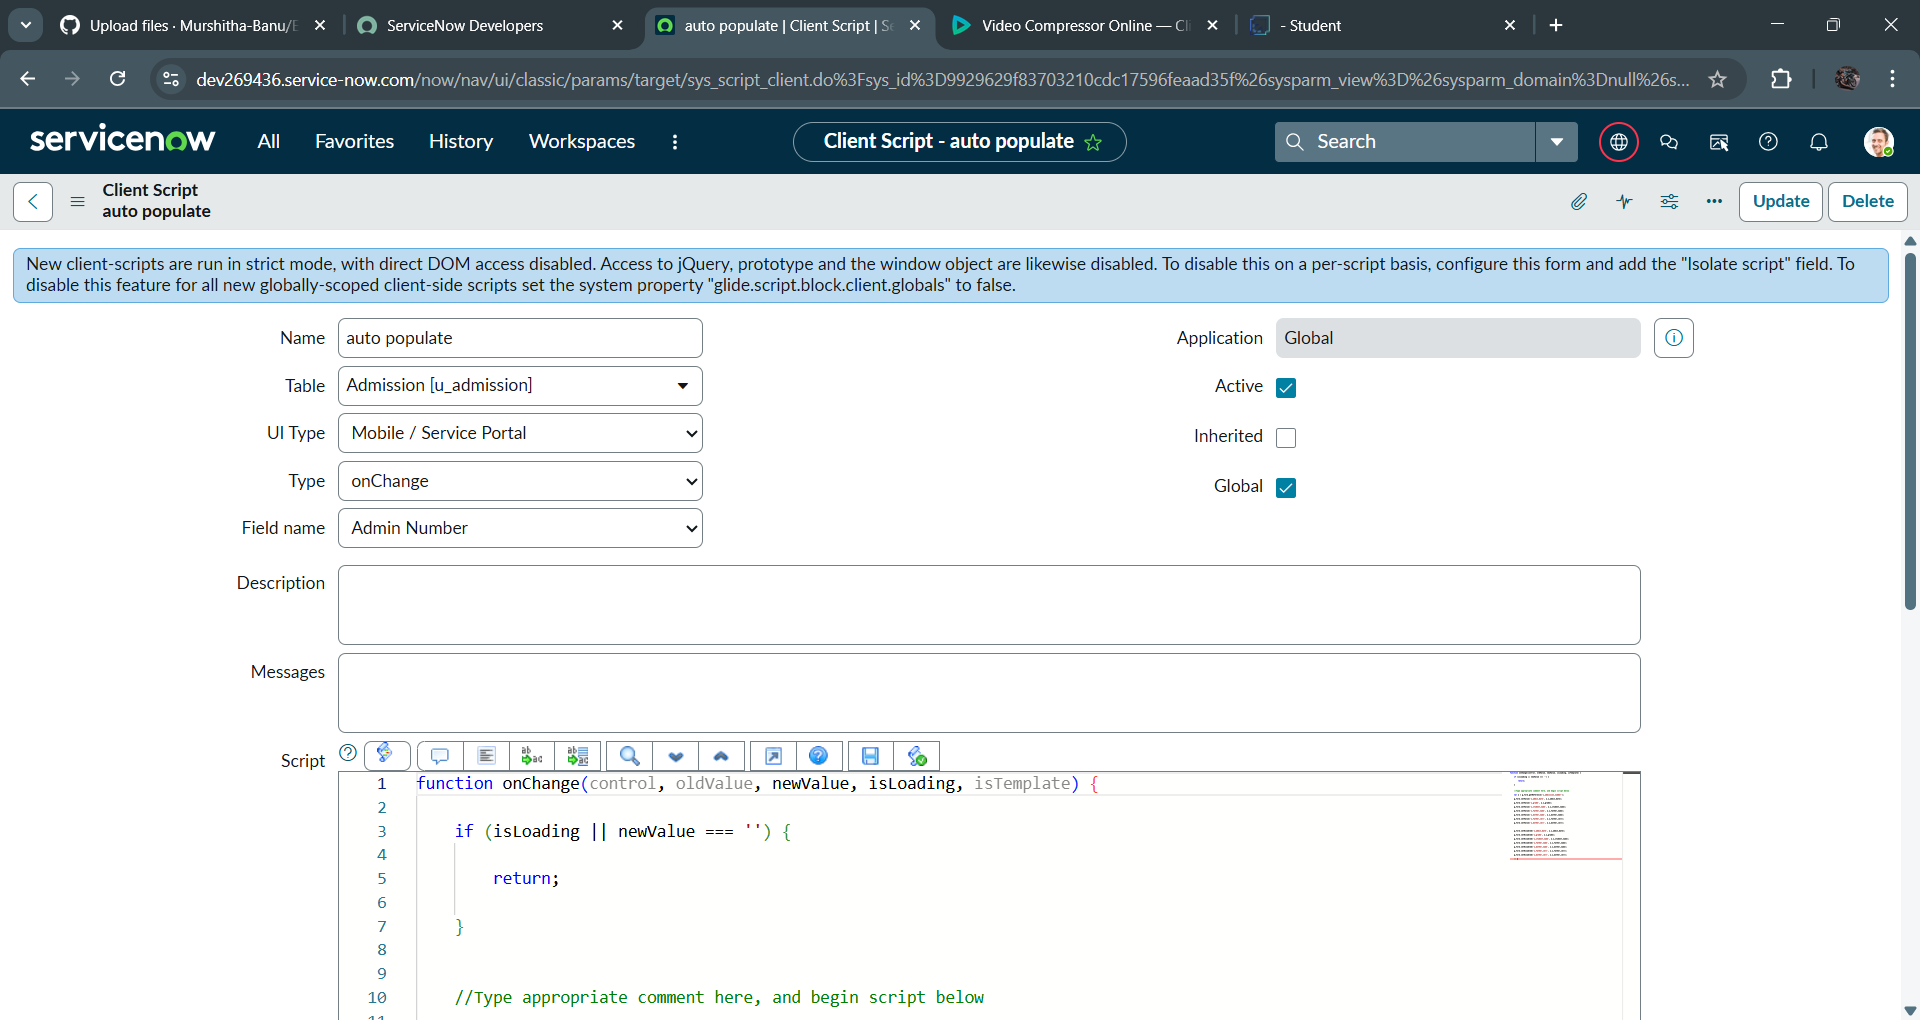 Upload files · Murshitha-Banu/E
ServiceNow Developers
auto populate | Client Script | Se
Video Compressor Online — Cli
- Student
dev269436.service-now.com/now/nav/ui/classic/params/target/sys_script_client.do%3Fsys_id%3D9929629f83703210cdc17596feaad35f%26sysparm_view%3D%26sysparm_domain%3Dnull%26s...
servicenow
All
Favorites
History
Workspaces
Client Script - auto populate
Search
Client Script
auto populate
Update
Delete
New client-scripts are run in strict mode, with direct DOM access disabled. Access to jQuery, prototype and the window object are likewise disabled. To disable this on a per-script basis, configure this form and add the "Isolate script" field. To
disable this feature for all new globally-scoped client-side scripts set the system property "glide.script.block.client.globals" to false.
Name
auto populate
Application
Global
Table
Admission [u_admission]
Active
UI Type
Mobile / Service Portal
Inherited
Type
onChange
Global
Field name
Admin Number
Description
Messages
Script
1 function onChange(control, oldValue, newValue, isLoading, isTemplate) {
2
3 if (isLoading || newValue === '') {
4
5 return;
6
7 }
8
9
10 //Type appropriate comment here, and begin script below
11